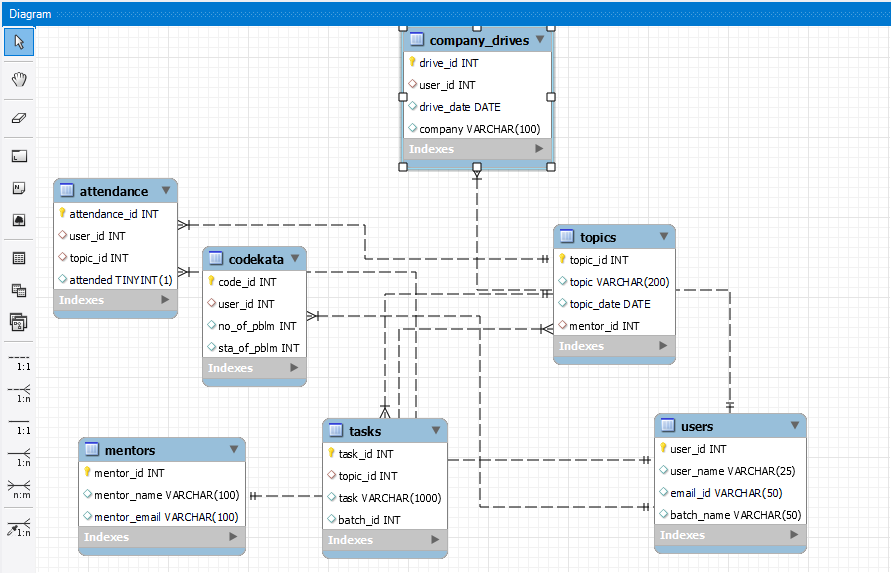 Diagram
company_drives
drive_id INT
user_id INT
drive_date DATE
company VARCHAR(100)
Indexes
attendance
attendance_id INT
user_id INT
topic_id INT
attended TINYINT(1)
Indexes
codekata
code_id INT
user_id INT
no_of_pblm INT
sta_of_pblm INT
Indexes
topics
topic_id INT
topic VARCHAR(200)
topic_date DATE
mentor_id INT
Indexes
mentors
mentor_id INT
mentor_name VARCHAR(100)
mentor_email VARCHAR(100)
Indexes
tasks
task_id INT
topic_id INT
task VARCHAR(1000)
batch_id INT
Indexes
users
user_id INT
user_name VARCHAR(25)
email_id VARCHAR(50)
batch_name VARCHAR(50)
Indexes
1:1
1:n
1:1
1:n
n:m
1:n